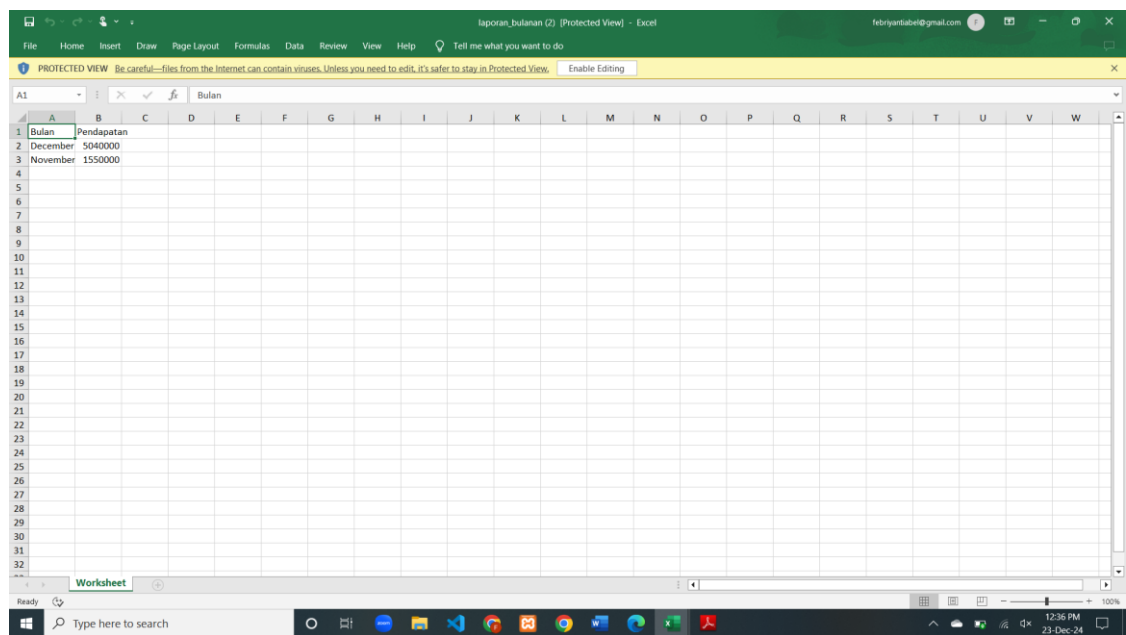 laporan_bulanan (2) [Protected View] - Excel
febriyantiabel@gmail.com
F
File Home Insert Draw Page Layout Formulas Data Review View Help Tell me what you want to do
PROTECTED VIEW Be careful—files from the Internet can contain viruses. Unless you need to edit, it's safer to stay in Protected View. Enable Editing
A1 fx Bulan
A B C D E F G H I J K L M N O P Q R S T U V W
1 Bulan Pendapatan
2 December 5040000
3 November 1550000
4
5
6
7
8
9
10
11
12
13
14
15
16
17
18
19
20
21
22
23
24
25
26
27
28
29
30
31
32
Worksheet
Ready 100%
Type here to search
zoom
12:36 PM
23-Dec-24